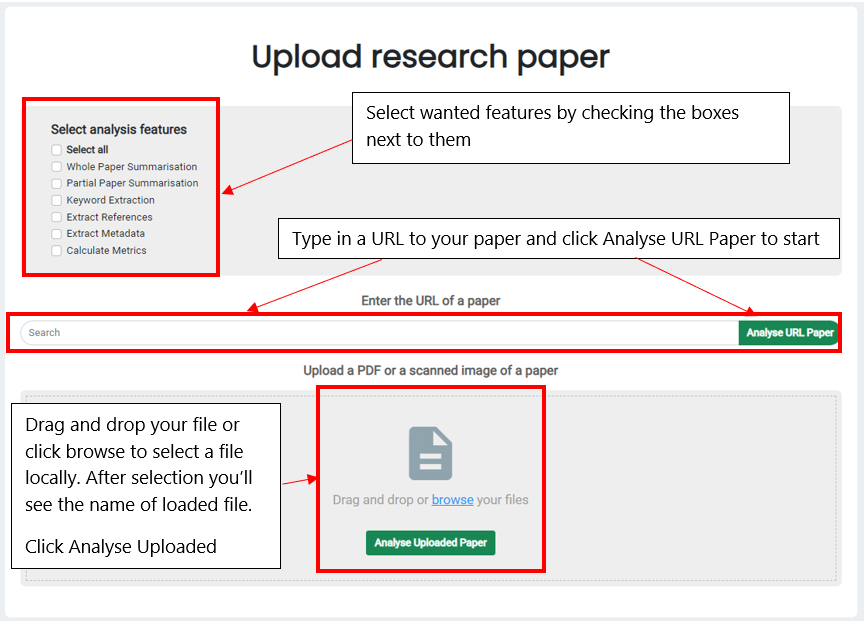 Upload research paper
Select analysis features
Select all
Whole Paper Summarisation
Partial Paper Summarisation
Keyword Extraction
Extract References
Extract Metadata
Calculate Metrics
Select wanted features by checking the boxes
next to them
Type in a URL to your paper and click Analyse URL Paper to start
Enter the URL of a paper
Search
Analyse URL Paper
Upload a PDF or a scanned image of a paper
Drag and drop your file or
click browse to select a file
locally. After selection you’ll
see the name of loaded file.
Click Analyse Uploaded
Drag and drop or browse your files
Analyse Uploaded Paper